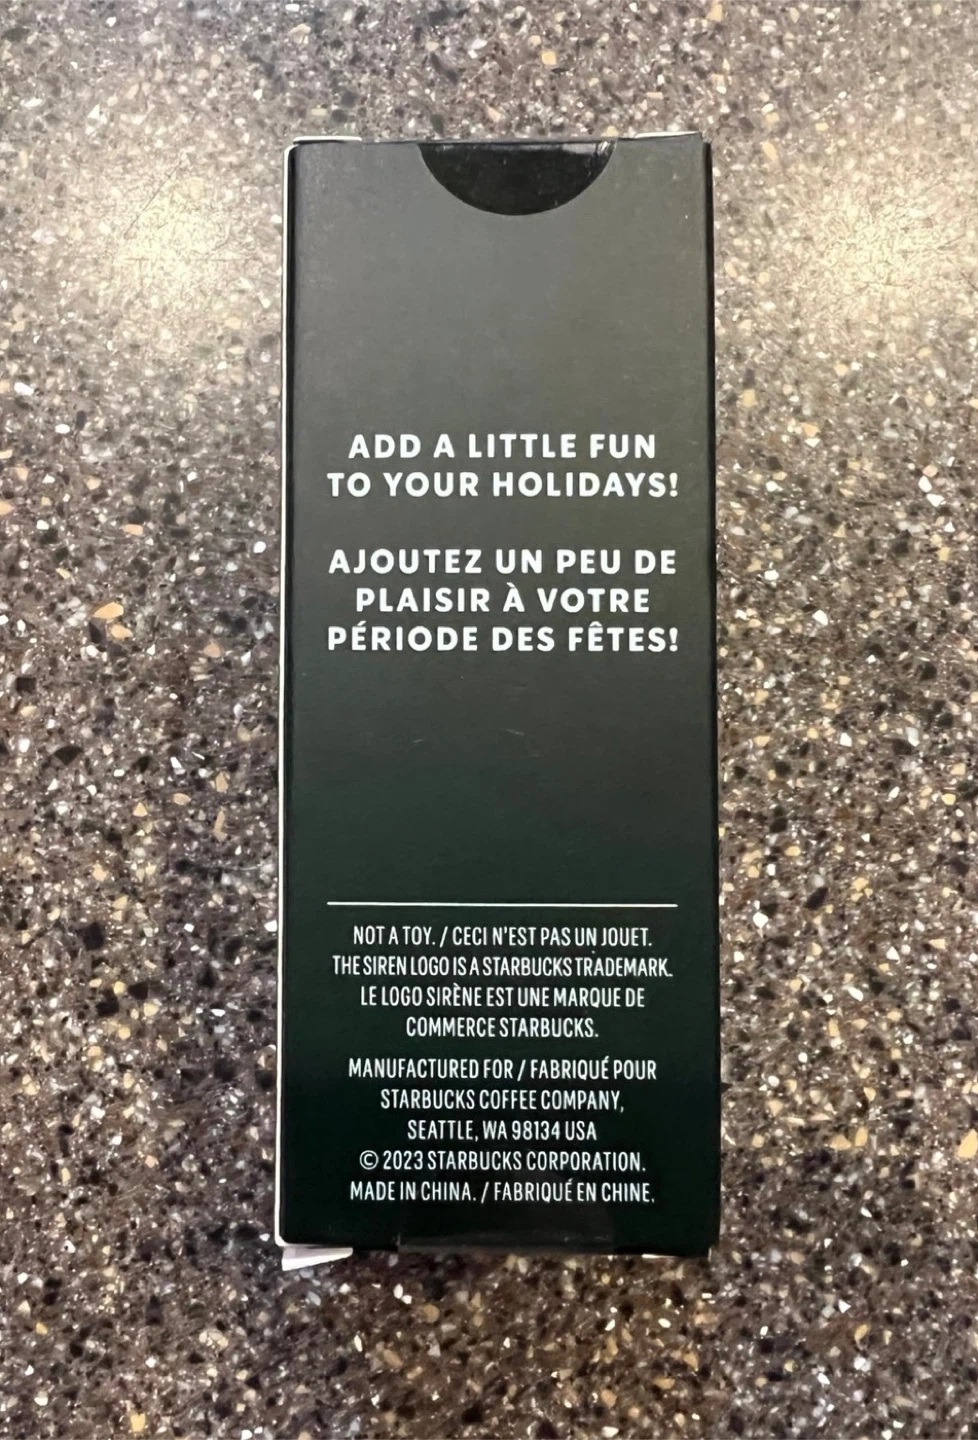 ADD A LITTLE FUN
TO YOUR HOLIDAYS!
AJOUTEZ UN PEU DE
PLAISIR À VOTRE
PÉRIODE DES FÊTES!
NOT A TOY. / CECI N'EST PAS UN JOUET.
THE SIREN LOGO IS A STARBUCKS TRADEMARK.
LE LOGO SIRÈNE EST UNE MARQUE DE
COMMERCE STARBUCKS.
MANUFACTURED FOR / FABRIQUÉ POUR
STARBUCKS COFFEE COMPANY,
SEATTLE, WA 98134 USA
© 2023 STARBUCKS CORPORATION.
MADE IN CHINA. / FABRIQUÉ EN CHINE.